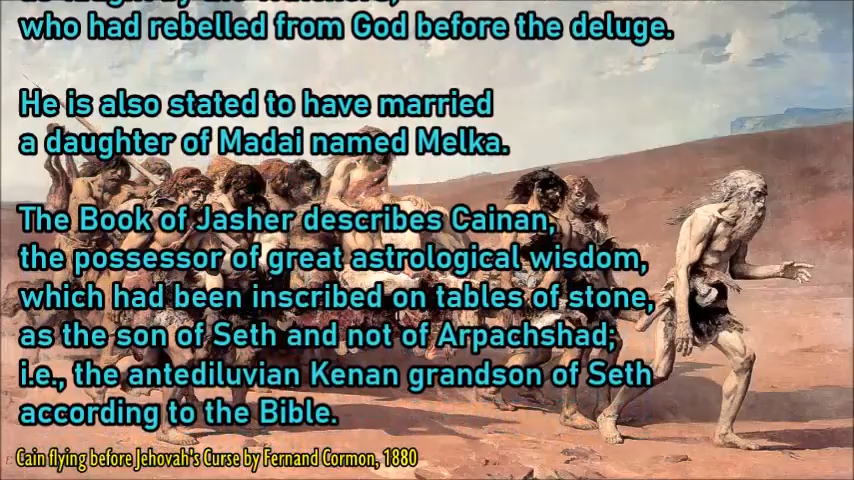 who had rebelled from God before the deluge.
He is also stated to have married
a daughter of Madai named Melka.
The Book of Jasher describes Cainan,
the possessor of great astrological wisdom,
which had been inscribed on tables of stone,
as the son of Seth and not of Arpachshad;
i.e., the antediluvian Kenan grandson of Seth
according to the Bible.
Cain flying before Jehovah's Curse by Fernand Cormon, 1880